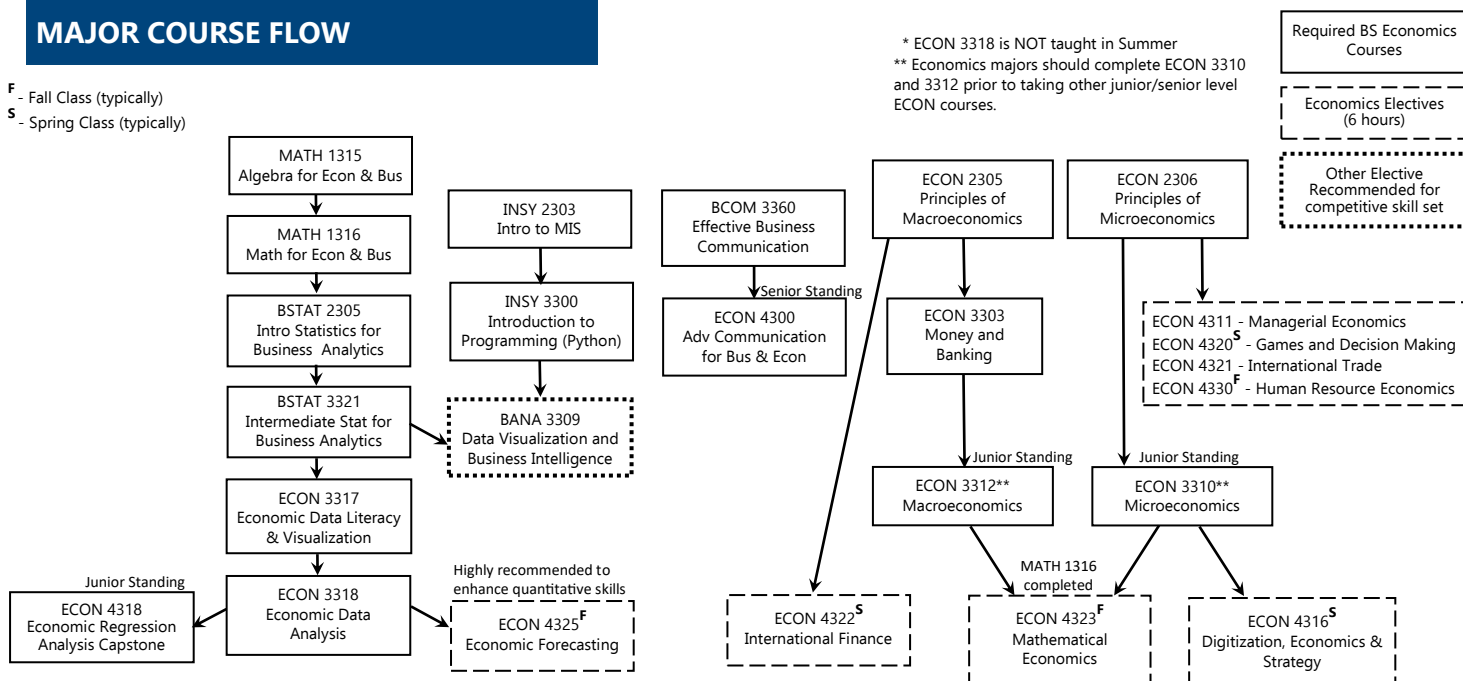 MAJOR COURSE FLOW
F - Fall Class (typically)
S - Spring Class (typically)
* ECON 3318 is NOT taught in Summer
** Economics majors should complete ECON 3310
and 3312 prior to taking other junior/senior level
ECON courses.
Required BS Economics
Courses
Economics Electives
(6 hours)
Other Elective
Recommended for
competitive skill set
MATH 1315
Algebra for Econ & Bus
MATH 1316
Math for Econ & Bus
BSTAT 2305
Intro Statistics for
Business Analytics
BSTAT 3321
Intermediate Stat for
Business Analytics
ECON 3317
Economic Data Literacy
& Visualization
ECON 3318
Economic Data
Analysis
Junior Standing
ECON 4318
Economic Regression
Analysis Capstone
Highly recommended to
enhance quantitative skills
ECON 4325F
Economic Forecasting
INSY 2303
Intro to MIS
INSY 3300
Introduction to
Programming (Python)
BANA 3309
Data Visualization and
Business Intelligence
BCOM 3360
Effective Business
Communication
Senior Standing
ECON 4300
Adv Communication
for Bus & Econ
ECON 2305
Principles of
Macroeconomics
ECON 3303
Money and
Banking
Junior Standing
ECON 3312**
Macroeconomics
ECON 4322S
International Finance
ECON 2306
Principles of
Microeconomics
ECON 4311 - Managerial Economics
ECON 4320S - Games and Decision Making
ECON 4321 - International Trade
ECON 4330F - Human Resource Economics
Junior Standing
ECON 3310**
Microeconomics
MATH 1316
completed
ECON 4323F
Mathematical
Economics
ECON 4316S
Digitization, Economics &
Strategy